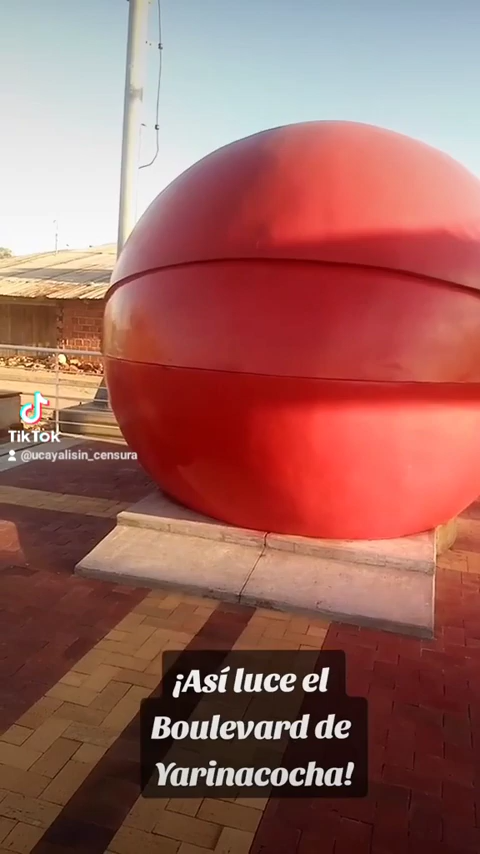 TikTok
@ucayalisin_censura
¡Así luce el
Boulevard de
Yarinacocha!